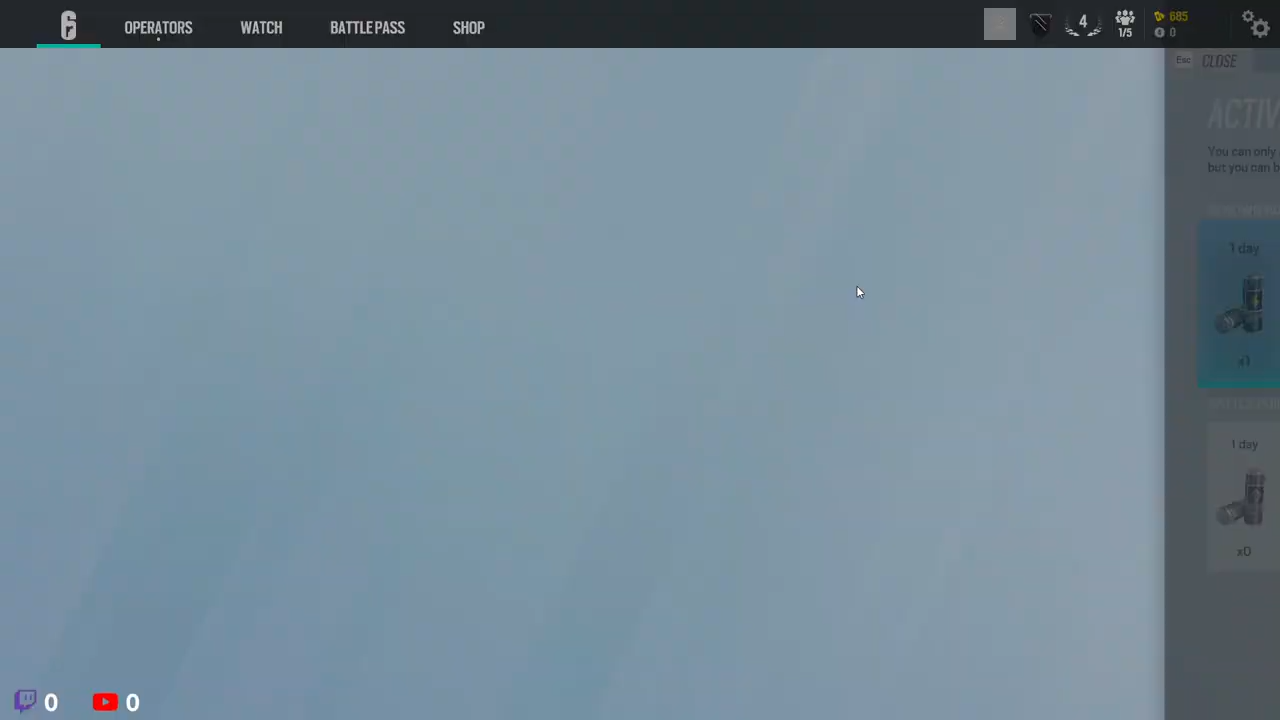 OPERATORS
WATCH
BATTLE PASS
SHOP
4
1/5
685
0
Esc CLOSE
ACTIV
You can only
but you can b
1 day
x1
1 day
x0
0
0